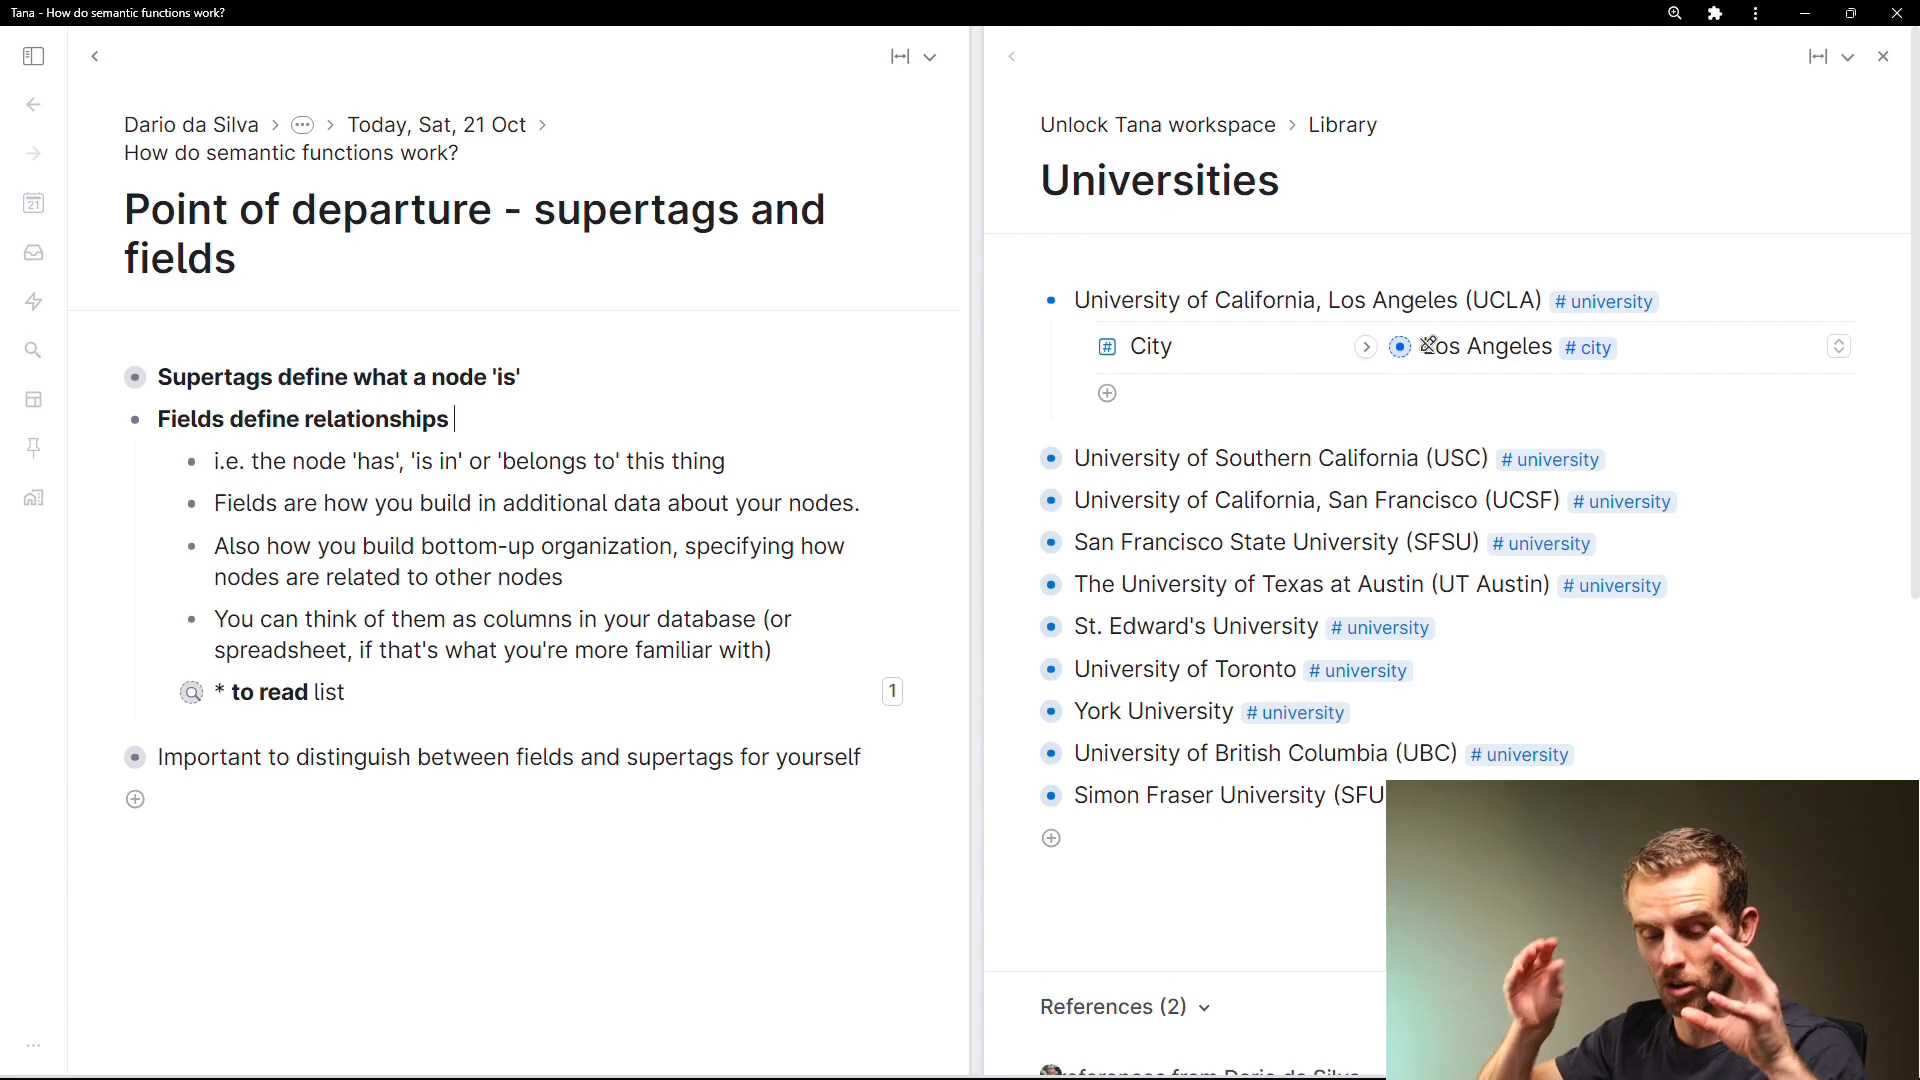 Tana - How do semantic functions work?
21
Dario da Silva > ··· > Today, Sat, 21 Oct >
How do semantic functions work?
Point of departure - supertags and
fields
Supertags define what a node 'is'
Fields define relationships
i.e. the node 'has', 'is in' or 'belongs to' this thing
Fields are how you build in additional data about your nodes.
Also how you build bottom-up organization, specifying how
nodes are related to other nodes
You can think of them as columns in your database (or
spreadsheet, if that's what you're more familiar with)
* to read list
1
Important to distinguish between fields and supertags for yourself
Unlock Tana workspace > Library
Universities
University of California, Los Angeles (UCLA) # university
City
Los Angeles # city
University of Southern California (USC) # university
University of California, San Francisco (UCSF) # university
San Francisco State University (SFSU) # university
The University of Texas at Austin (UT Austin) # university
St. Edward's University # university
University of Toronto # university
York University # university
University of British Columbia (UBC) # university
Simon Fraser University (SFU
References (2)